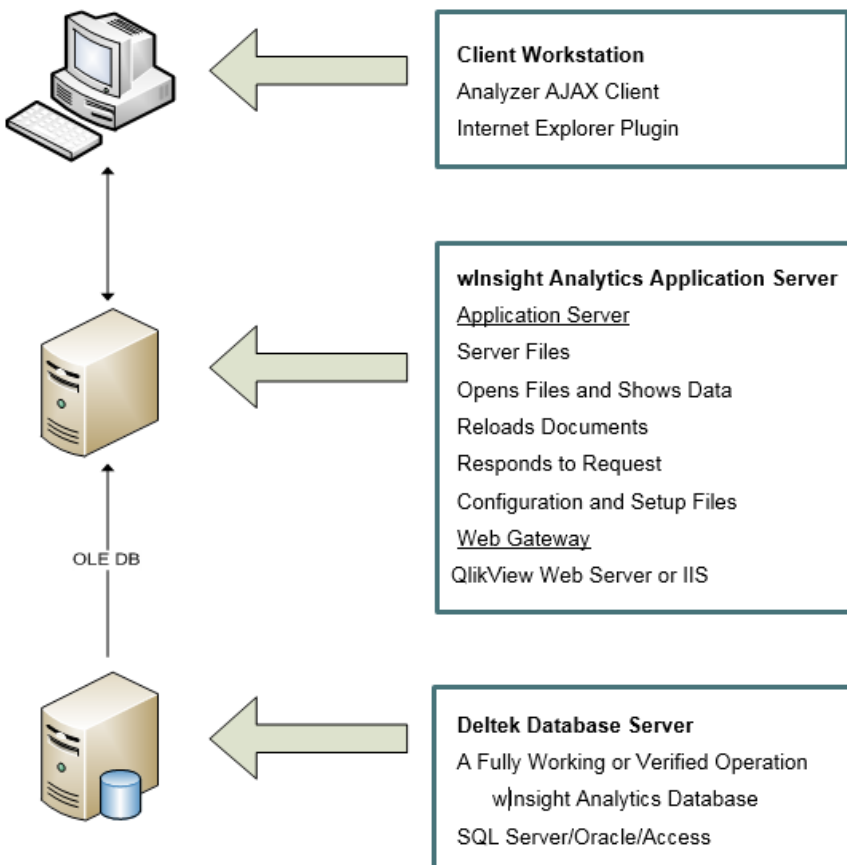 Client Workstation
Analyzer AJAX Client
Internet Explorer Plugin
wInsight Analytics Application Server
Application Server
Server Files
Opens Files and Shows Data
Reloads Documents
Responds to Request
Configuration and Setup Files
Web Gateway
QlikView Web Server or IIS
OLE DB
Deltek Database Server
A Fully Working or Verified Operation
wInsight Analytics Database
SQL Server/Oracle/Access